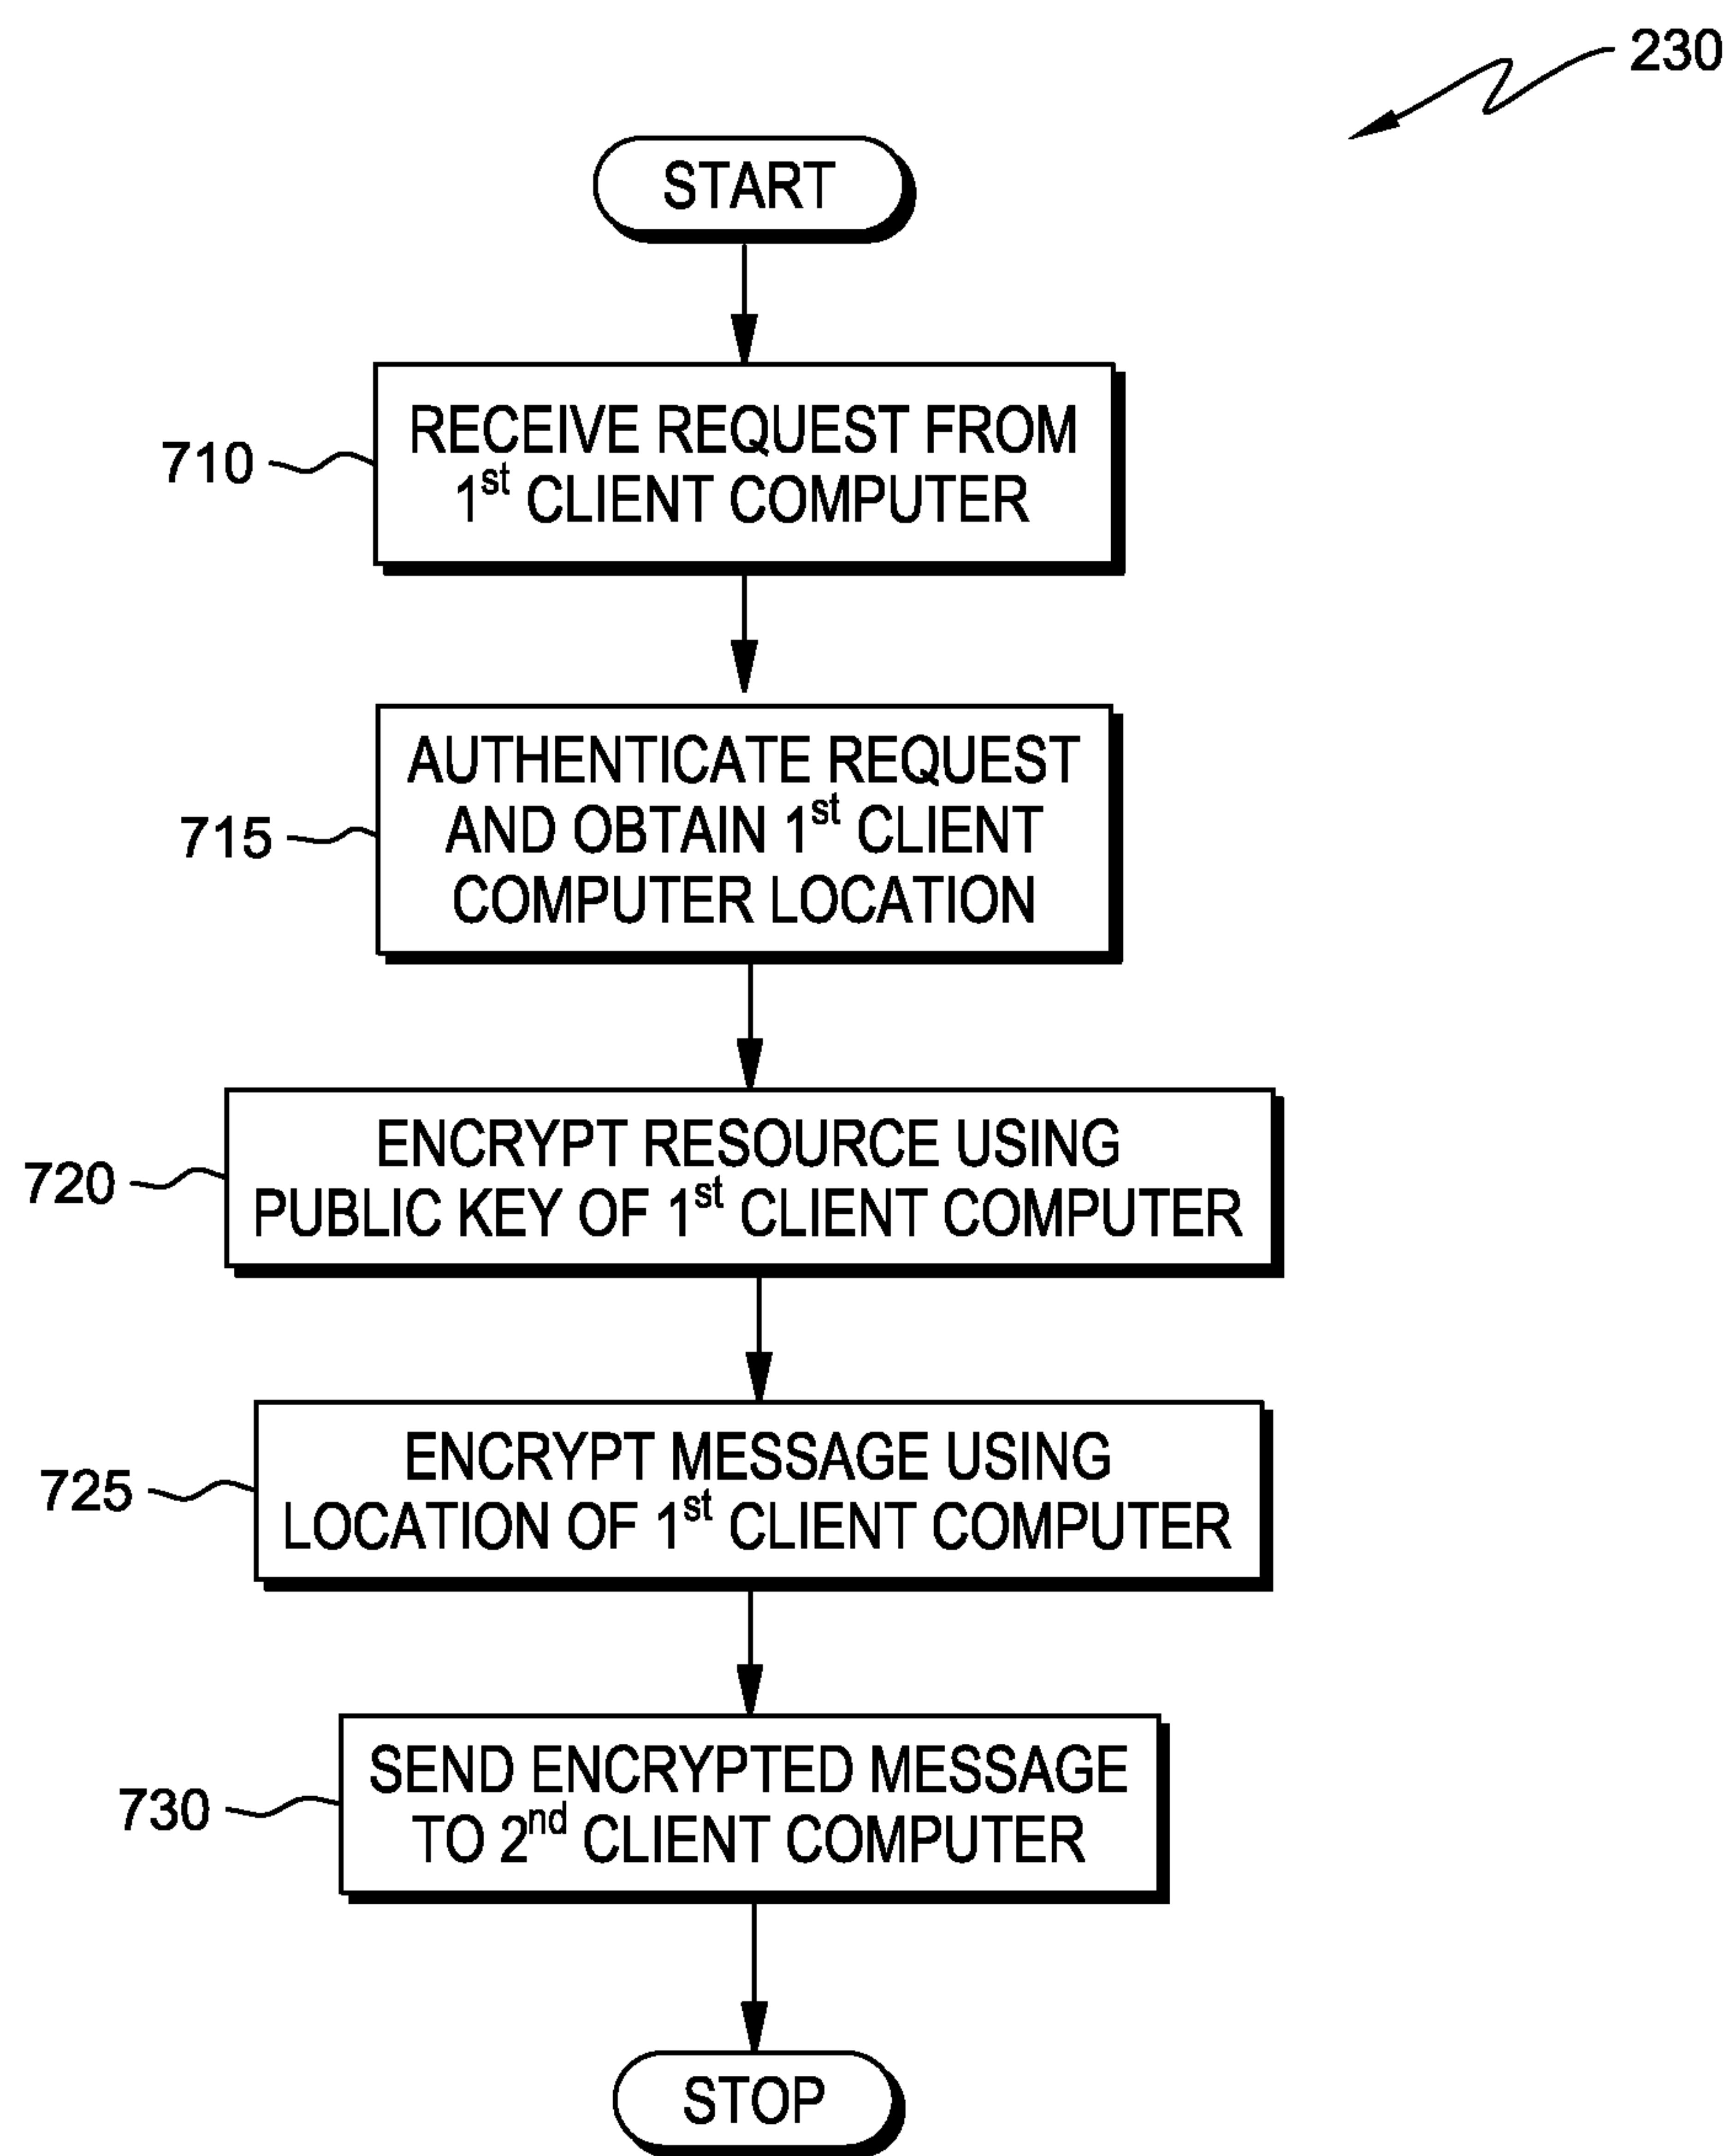 230
START
710
RECEIVE REQUEST FROM
1st CLIENT COMPUTER
715
AUTHENTICATE REQUEST
AND OBTAIN 1st CLIENT
COMPUTER LOCATION
720
ENCRYPT RESOURCE USING
PUBLIC KEY OF 1st CLIENT COMPUTER
725
ENCRYPT MESSAGE USING
LOCATION OF 1st CLIENT COMPUTER
730
SEND ENCRYPTED MESSAGE
TO 2nd CLIENT COMPUTER
STOP